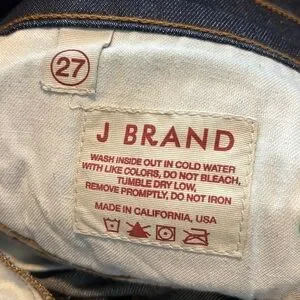 27
J BRAND
WASH INSIDE OUT IN COLD WATER
WITH LIKE COLORS, DO NOT BLEACH,
TUMBLE DRY LOW,
REMOVE PROMPTLY, DO NOT IRON
MADE IN CALIFORNIA, USA